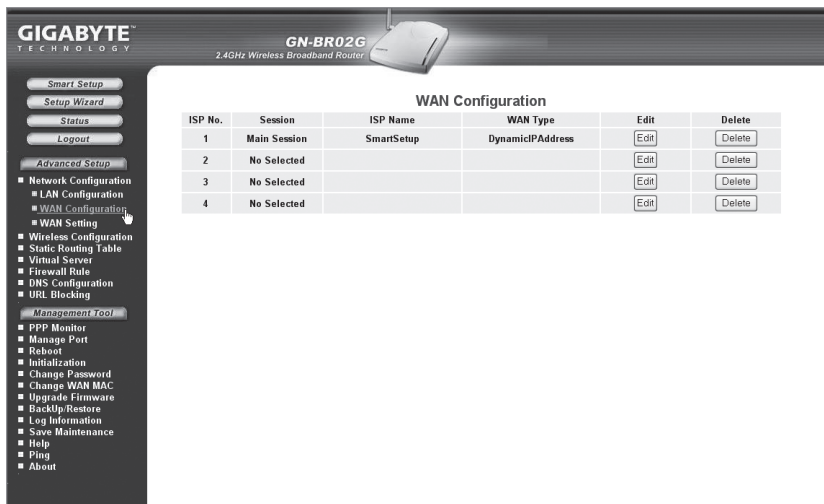 GIGABYTE™
TECHNOLOGY
GN-BR02G
2.4GHz Wireless Broadband Router
Smart Setup
Setup Wizard
Status
Logout
Advanced Setup
Network Configuration
LAN Configuration
WAN Configuration
WAN Setting
Wireless Configuration
Static Routing Table
Virtual Server
Firewall Rule
DNS Configuration
URL Blocking
Management Tool
PPP Monitor
Manage Port
Reboot
Initialization
Change Password
Change WAN MAC
Upgrade Firmware
BackUp/Restore
Log Information
Save Maintenance
Help
Ping
About
WAN Configuration
ISP No. Session ISP Name WAN Type Edit Delete
1 Main Session SmartSetup DynamicIPAddress Edit Delete
2 No Selected Edit Delete
3 No Selected Edit Delete
4 No Selected Edit Delete